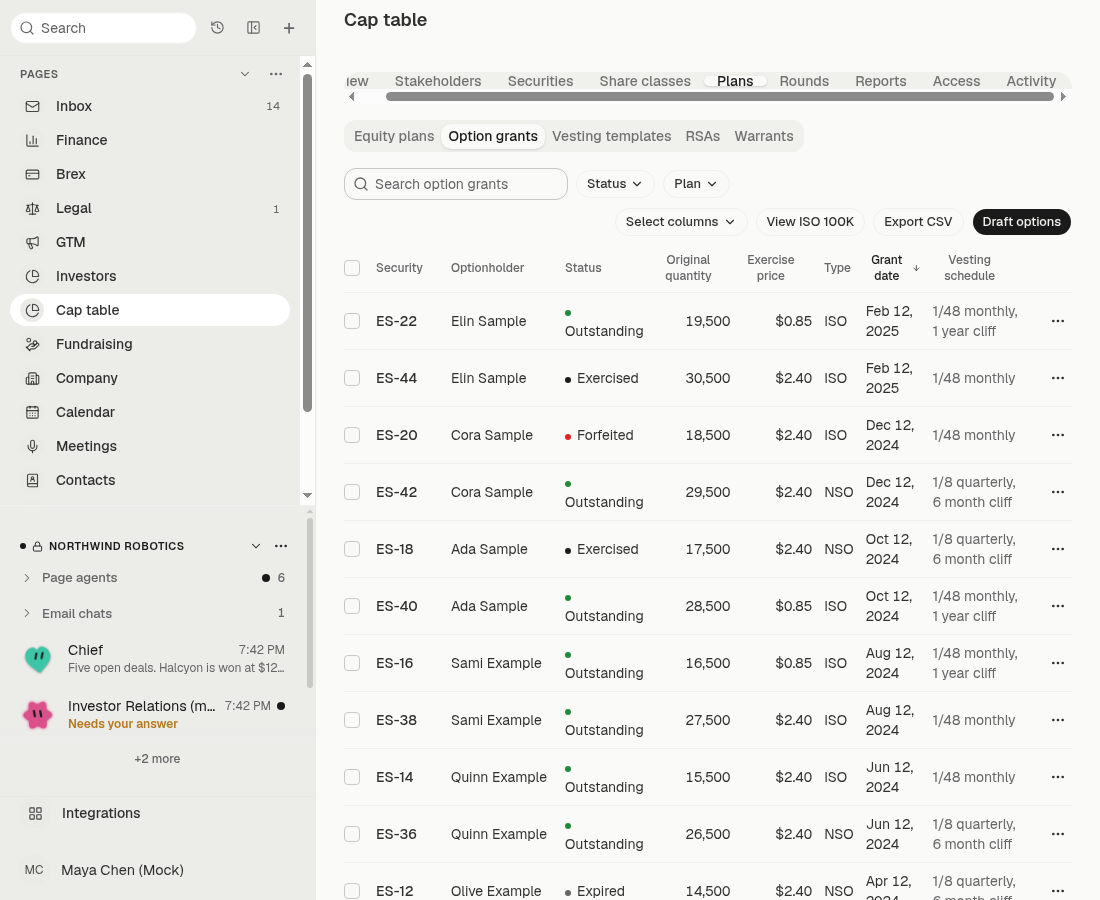 Search
PAGES
Inbox 14
Finance
Brex
Legal 1
GTM
Investors
Cap table
Fundraising
Company
Calendar
Meetings
Contacts
NORTHWIND ROBOTICS
Page agents 6
Email chats 1
Chief 7:42 PM
Five open deals. Halcyon is won at $12...
Investor Relations (m... 7:42 PM
Needs your answer
+2 more
Integrations
MC Maya Chen (Mock)
Cap table
Stakeholders Securities Share classes Plans Rounds Reports Access Activity
Equity plans Option grants Vesting templates RSAs Warrants
Search option grants Status Plan
Select columns View ISO 100K Export CSV Draft options
Security Optionholder Status Original quantity Exercise price Type Grant date ↓ Vesting schedule
ES-22 Elin Sample Outstanding 19,500 $0.85 ISO Feb 12, 2025 1/48 monthly, 1 year cliff
ES-44 Elin Sample Exercised 30,500 $2.40 ISO Feb 12, 2025 1/48 monthly
ES-20 Cora Sample Forfeited 18,500 $2.40 ISO Dec 12, 2024 1/48 monthly
ES-42 Cora Sample Outstanding 29,500 $2.40 NSO Dec 12, 2024 1/8 quarterly, 6 month cliff
ES-18 Ada Sample Exercised 17,500 $2.40 NSO Oct 12, 2024 1/8 quarterly, 6 month cliff
ES-40 Ada Sample Outstanding 28,500 $0.85 ISO Oct 12, 2024 1/48 monthly, 1 year cliff
ES-16 Sami Example Outstanding 16,500 $0.85 ISO Aug 12, 2024 1/48 monthly, 1 year cliff
ES-38 Sami Example Outstanding 27,500 $2.40 ISO Aug 12, 2024 1/48 monthly
ES-14 Quinn Example Outstanding 15,500 $2.40 ISO Jun 12, 2024 1/48 monthly
ES-36 Quinn Example Outstanding 26,500 $2.40 NSO Jun 12, 2024 1/8 quarterly, 6 month cliff
ES-12 Olive Example Expired 14,500 $2.40 NSO Apr 12, 1/8 quarterly,